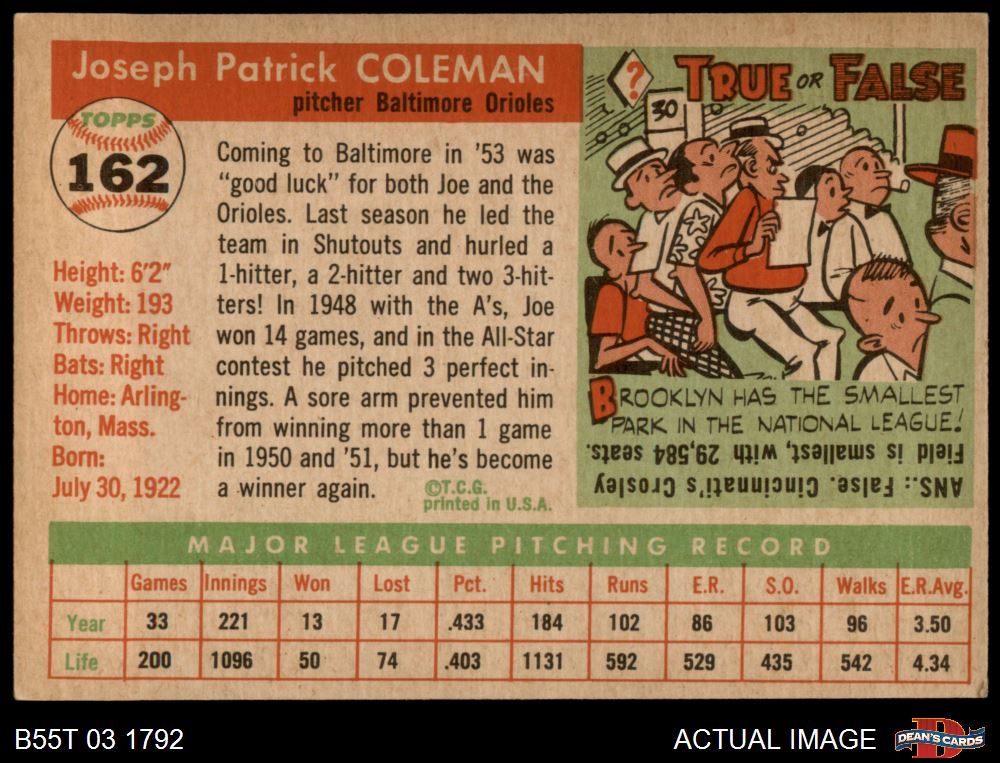 Joseph Patrick COLEMAN
pitcher Baltimore Orioles
TOPPS
162
Height: 6'2"
Weight: 193
Throws: Right
Bats: Right
Home: Arling-
ton, Mass.
Born:
July 30, 1922
Coming to Baltimore in '53 was
"good luck" for both Joe and the
Orioles. Last season he led the
team in Shutouts and hurled a
1-hitter, a 2-hitter and two 3-hit-
ters! In 1948 with the A's, Joe
won 14 games, and in the All-Star
contest he pitched 3 perfect in-
nings. A sore arm prevented him
from winning more than 1 game
in 1950 and '51, but he's become
a winner again.
©T.C.G.
printed in U.S.A.
? TRUE OR FALSE
30
BROOKLYN HAS THE SMALLEST
PARK IN THE NATIONAL LEAGUE!
ANS.: False. Cincinnati's Crosley
Field is smallest, with 29,584 seats.
MAJOR LEAGUE PITCHING RECORD
Games Innings Won Lost Pct. Hits Runs E.R. S.O. Walks E.R.Avg.
Year 33 221 13 17 .433 184 102 86 103 96 3.50
Life 200 1096 50 74 .403 1131 592 529 435 542 4.34
B55T 03 1792
ACTUAL IMAGE
D
DEAN'S CARDS